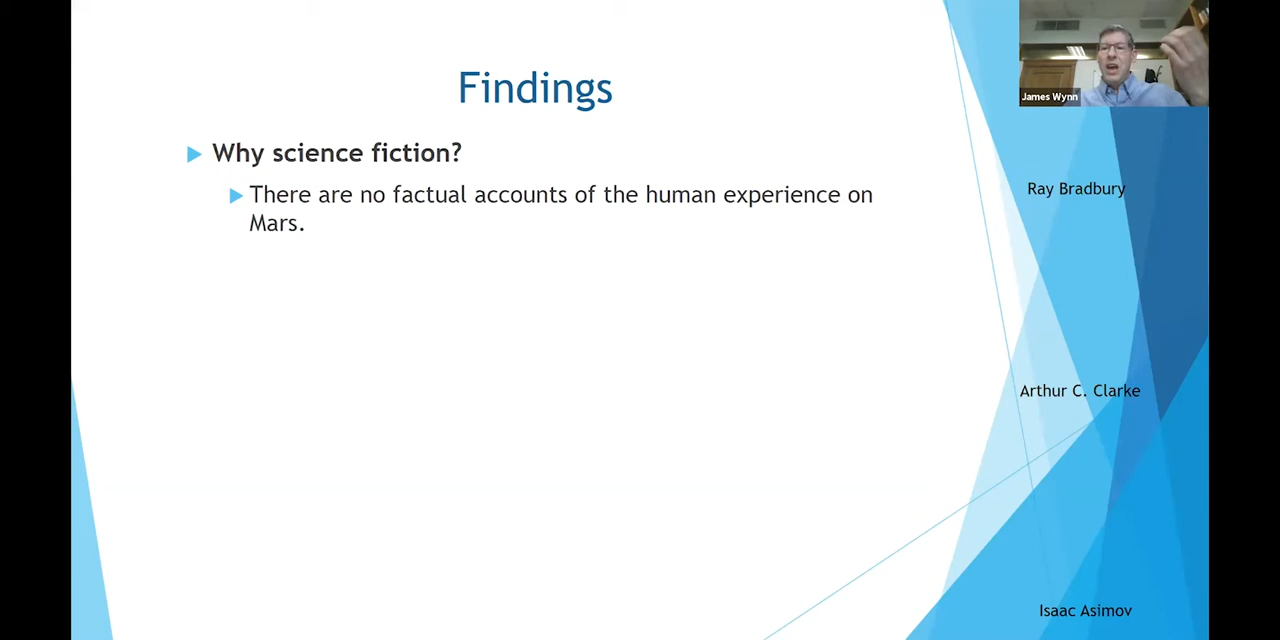 Findings
Why science fiction?
There are no factual accounts of the human experience on
Mars.
James Wynn
Ray Bradbury
Arthur C. Clarke
Isaac Asimov